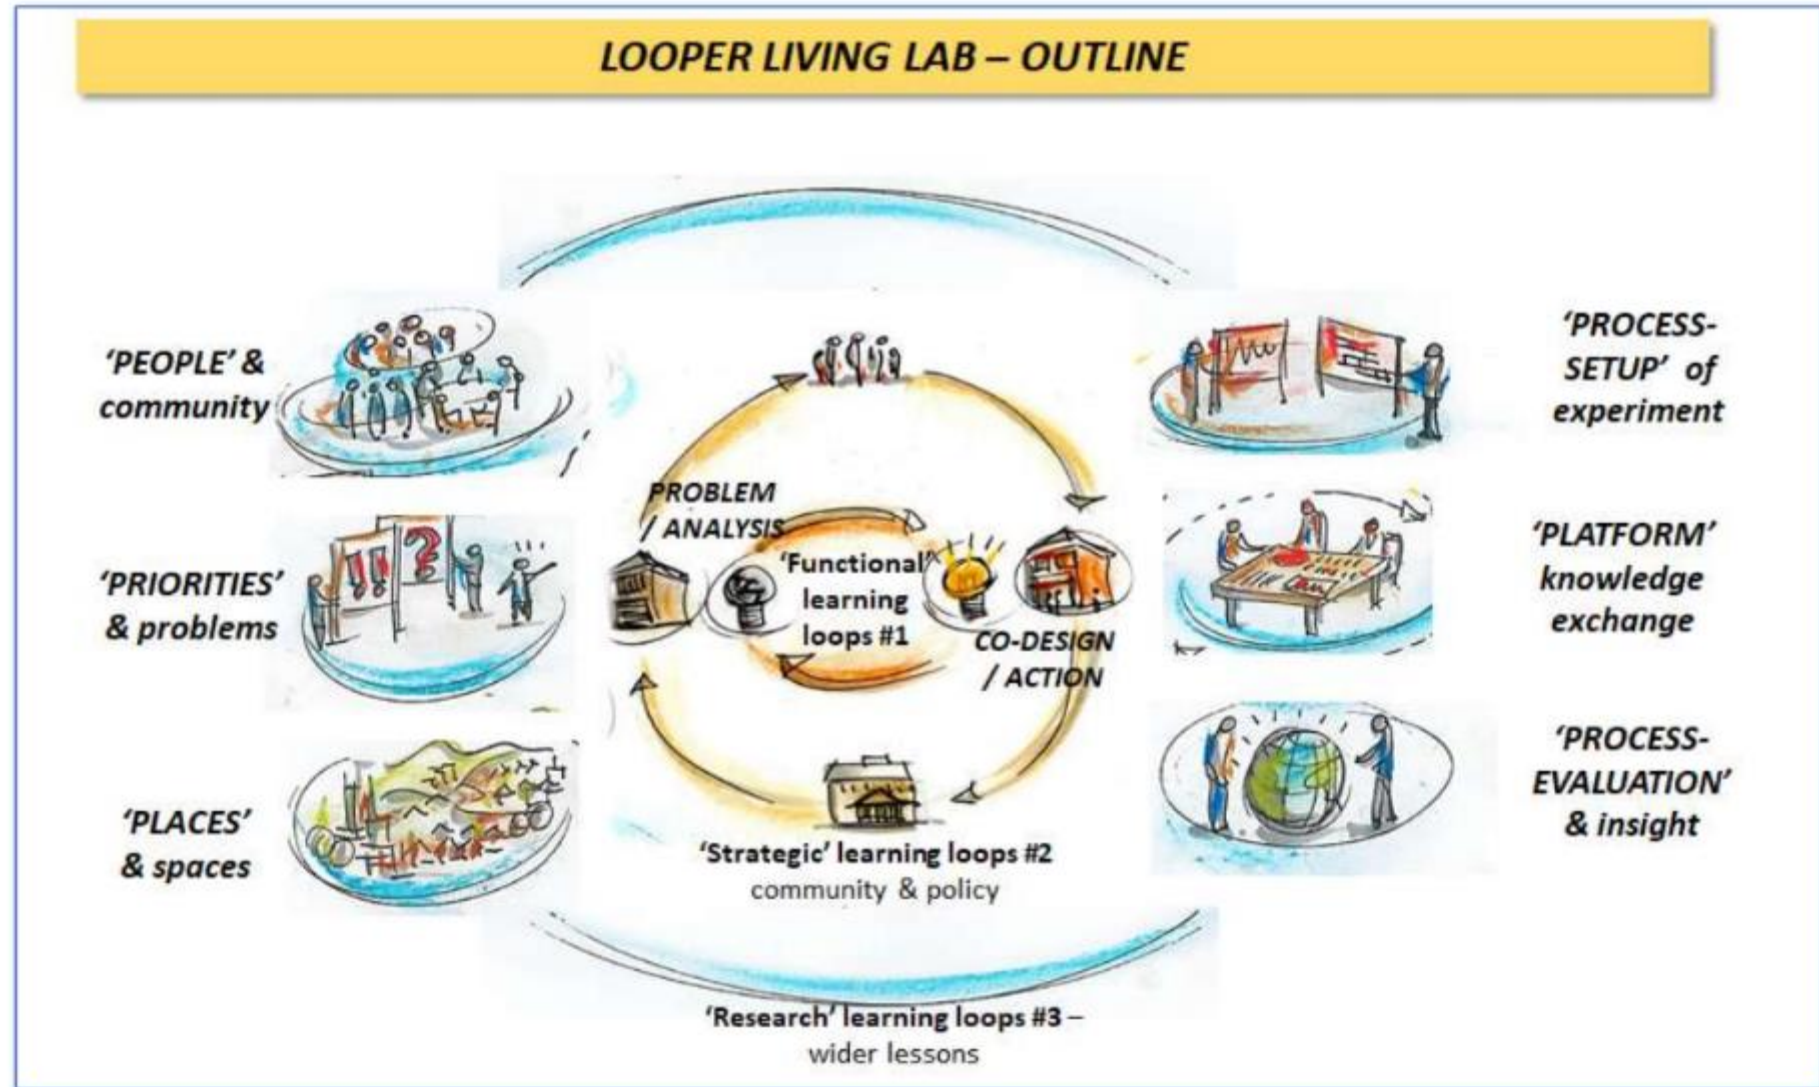 LOOPER LIVING LAB – OUTLINE
‘PEOPLE’ &
community
‘PRIORITIES’
& problems
‘PLACES’
& spaces
PROBLEM
/ ANALYSIS
‘Functional’
learning
loops #1
CO-DESIGN
/ ACTION
‘Strategic’ learning loops #2
community & policy
‘Research’ learning loops #3 –
wider lessons
‘PROCESS-
SETUP’ of
experiment
‘PLATFORM’
knowledge
exchange
‘PROCESS-
EVALUATION’
& insight